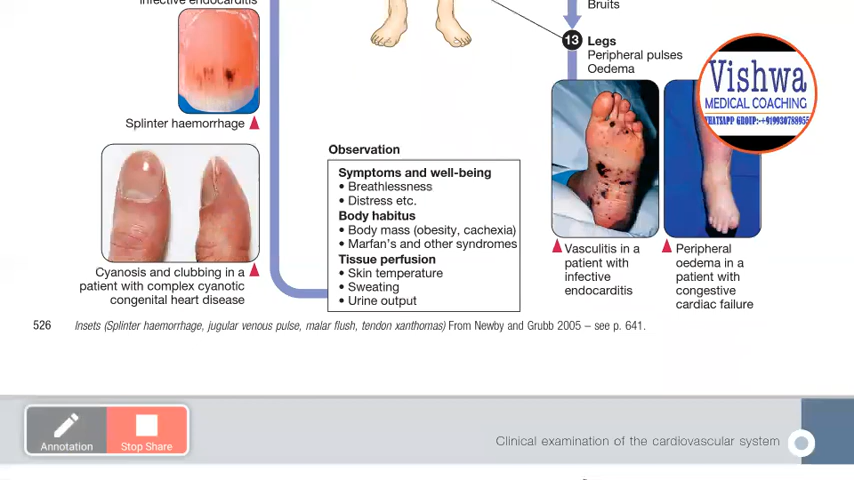 infective endocarditis
Bruits
13 Legs
Peripheral pulses
Oedema
Vishwa
MEDICAL COACHING
WHATSAPP GROUP:-+919930788955
Splinter haemorrhage
Observation
Symptoms and well-being
• Breathlessness
• Distress etc.
Body habitus
• Body mass (obesity, cachexia)
• Marfan's and other syndromes
Tissue perfusion
• Skin temperature
• Sweating
• Urine output
Cyanosis and clubbing in a
patient with complex cyanotic
congenital heart disease
Vasculitis in a
patient with
infective
endocarditis
Peripheral
oedema in a
patient with
congestive
cardiac failure
526
Insets (Splinter haemorrhage, jugular venous pulse, malar flush, tendon xanthomas) From Newby and Grubb 2005 – see p. 641.
Annotation
Stop Share
Clinical examination of the cardiovascular system